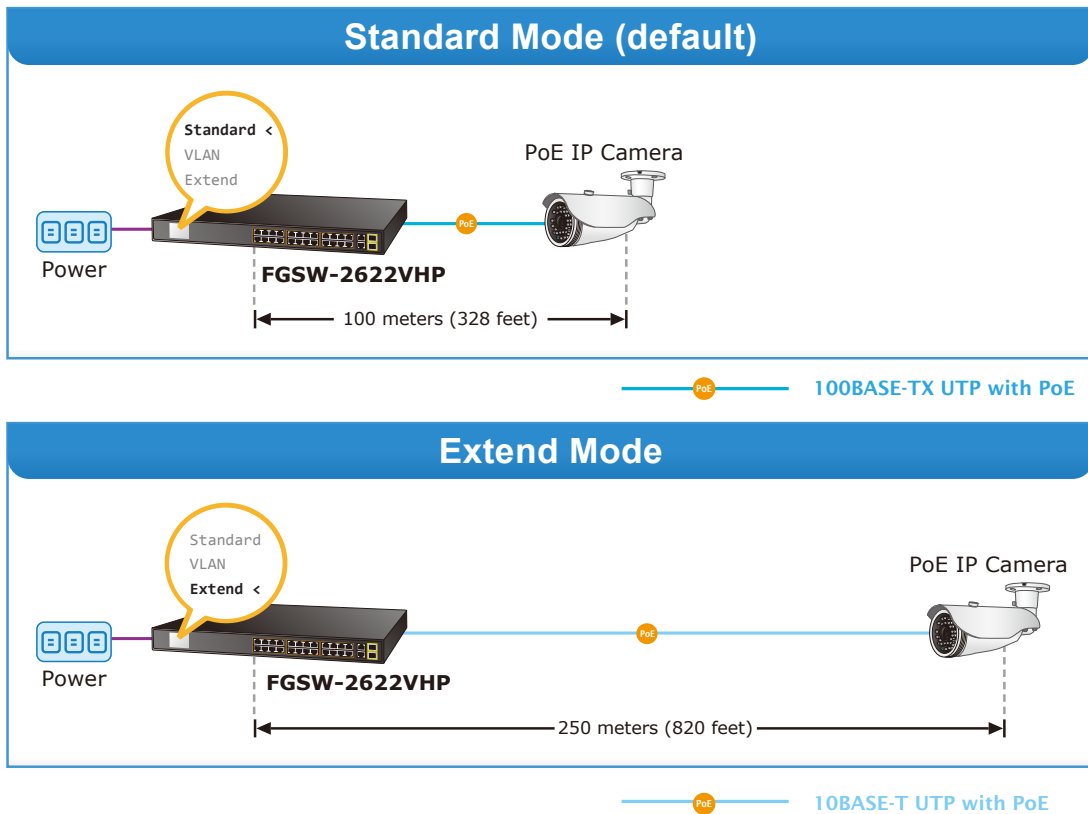 Standard Mode (default)
Standard <
VLAN
Extend
PoE IP Camera
PoE
Power
FGSW-2622VHP
100 meters (328 feet)
PoE
100BASE-TX UTP with PoE
Extend Mode
Standard
VLAN
Extend <
PoE IP Camera
PoE
Power
FGSW-2622VHP
250 meters (820 feet)
PoE
10BASE-T UTP with PoE